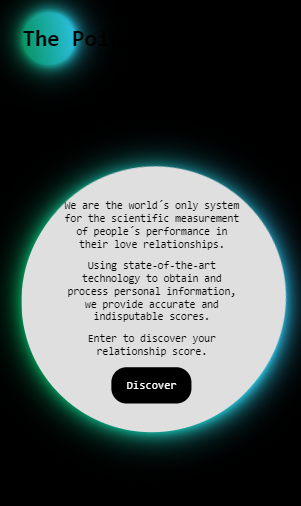 The Poi
We are the world´s only system
for the scientific measurement
of people´s performance in
their love relationships.
Using state-of-the-art
technology to obtain and
process personal information,
we provide accurate and
indisputable scores.
Enter to discover your
relationship score.
Discover